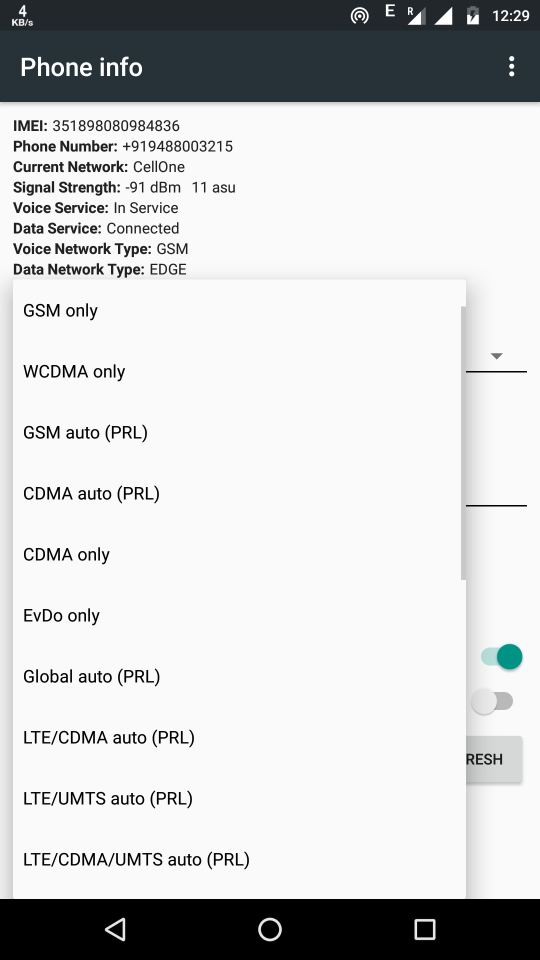 4
KB/s
E
R
12:29
Phone info
IMEI: 351898080984836
Phone Number: +919488003215
Current Network: CellOne
Signal Strength: -91 dBm 11 asu
Voice Service: In Service
Data Service: Connected
Voice Network Type: GSM
Data Network Type: EDGE
GSM only
WCDMA only
GSM auto (PRL)
CDMA auto (PRL)
CDMA only
EvDo only
Global auto (PRL)
LTE/CDMA auto (PRL)
RESH
LTE/UMTS auto (PRL)
LTE/CDMA/UMTS auto (PRL)